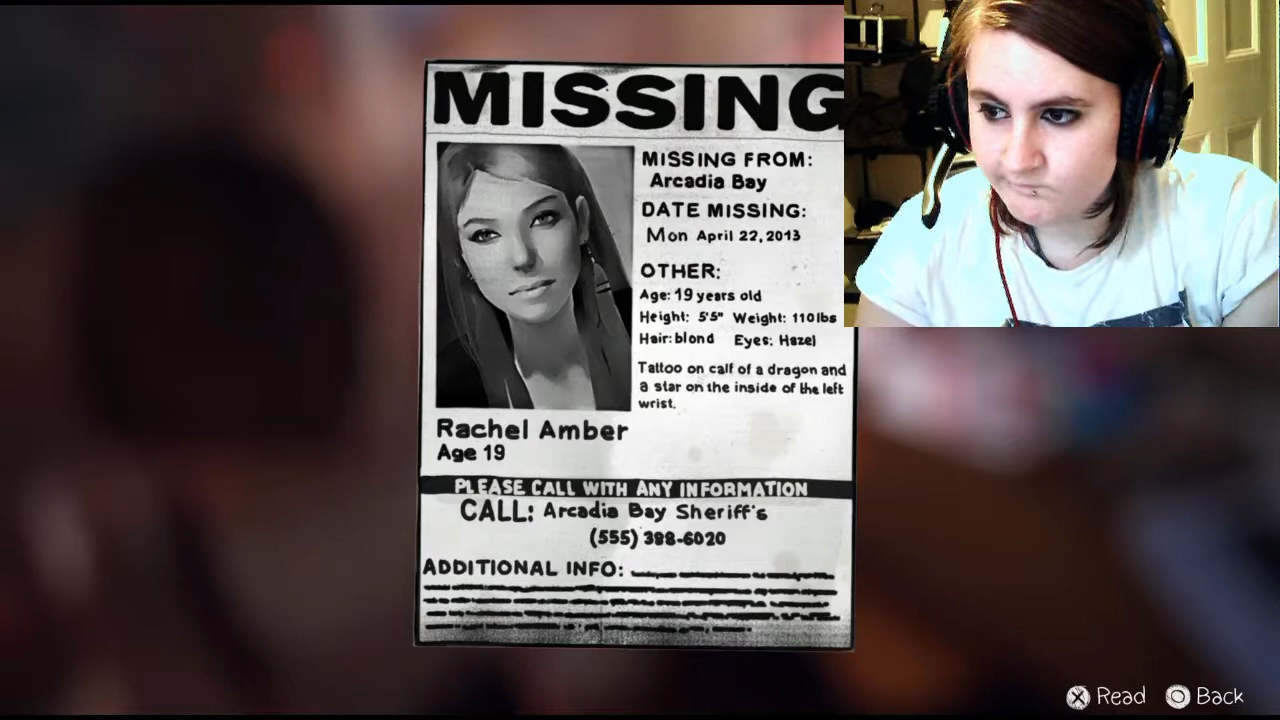 MISSING
MISSING FROM:
Arcadia Bay
DATE MISSING:
Mon April 22, 2013
OTHER:
Age: 19 years old
Height: 5'5" Weight: 110lbs
Hair: blond Eyes: Hazel
Tattoo on calf of a dragon and
a star on the inside of the left
wrist.
Rachel Amber
Age 19
PLEASE CALL WITH ANY INFORMATION
CALL: Arcadia Bay Sheriff's
(555) 388-6020
ADDITIONAL INFO:
Read Back